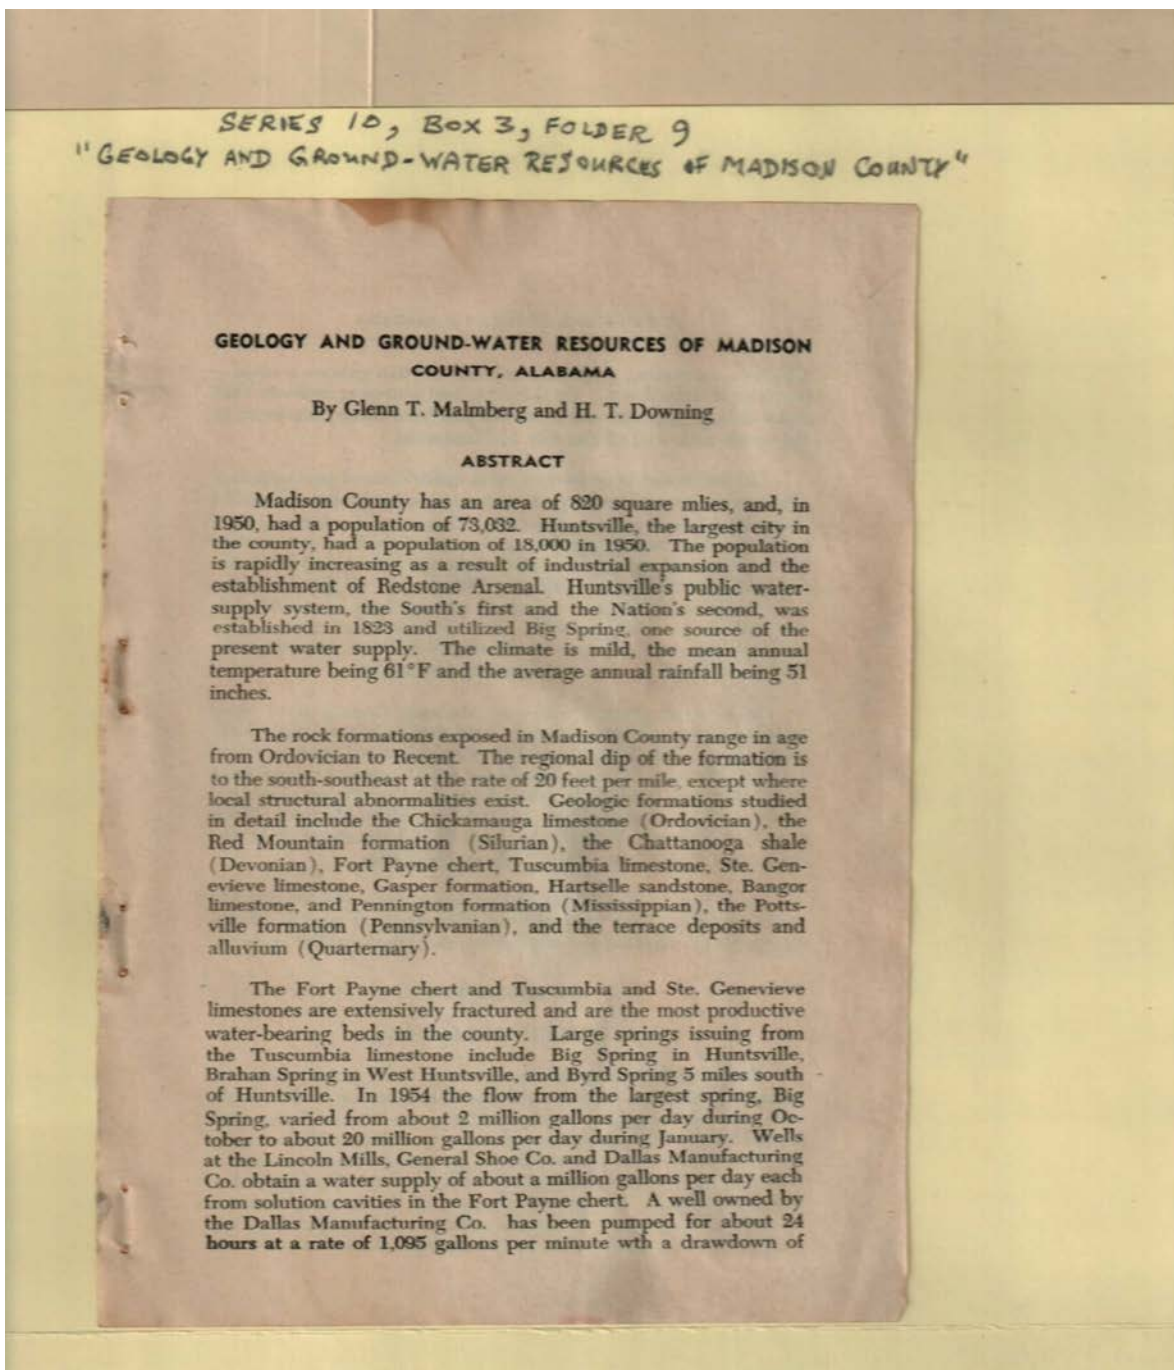 SERIES 10, BOX 3, FOLDER 9
"GEOLOGY AND GROUND-WATER RESOURCES OF MADISON COUNTY"
GEOLOGY AND GROUND-WATER RESOURCES OF MADISON
COUNTY, ALABAMA
By Glenn T. Malmberg and H. T. Downing
ABSTRACT
Madison County has an area of 820 square mlies, and, in
1950, had a population of 73,032. Huntsville, the largest city in
the county, had a population of 18,000 in 1950. The population
is rapidly increasing as a result of industrial expansion and the
establishment of Redstone Arsenal. Huntsville's public water-
supply system, the South's first and the Nation's second, was
established in 1823 and utilized Big Spring, one source of the
present water supply. The climate is mild, the mean annual
temperature being 61°F and the average annual rainfall being 51
inches.
The rock formations exposed in Madison County range in age
from Ordovician to Recent. The regional dip of the formation is
to the south-southeast at the rate of 20 feet per mile, except where
local structural abnormalities exist. Geologic formations studied
in detail include the Chickamauga limestone (Ordovician), the
Red Mountain formation (Silurian), the Chattanooga shale
(Devonian), Fort Payne chert, Tuscumbia limestone, Ste. Gen-
evieve limestone, Gasper formation, Hartselle sandstone, Bangor
limestone, and Pennington formation (Mississippian), the Potts-
ville formation (Pennsylvanian), and the terrace deposits and
alluvium (Quarternary).
The Fort Payne chert and Tuscumbia and Ste. Genevieve
limestones are extensively fractured and are the most productive
water-bearing beds in the county. Large springs issuing from
the Tuscumbia limestone include Big Spring in Huntsville,
Brahan Spring in West Huntsville, and Byrd Spring 5 miles south
of Huntsville. In 1954 the flow from the largest spring, Big
Spring, varied from about 2 million gallons per day during Oc-
tober to about 20 million gallons per day during January. Wells
at the Lincoln Mills, General Shoe Co. and Dallas Manufacturing
Co. obtain a water supply of about a million gallons per day each
from solution cavities in the Fort Payne chert. A well owned by
the Dallas Manufacturing Co. has been pumped for about 24
hours at a rate of 1,095 gallons per minute wth a drawdown of